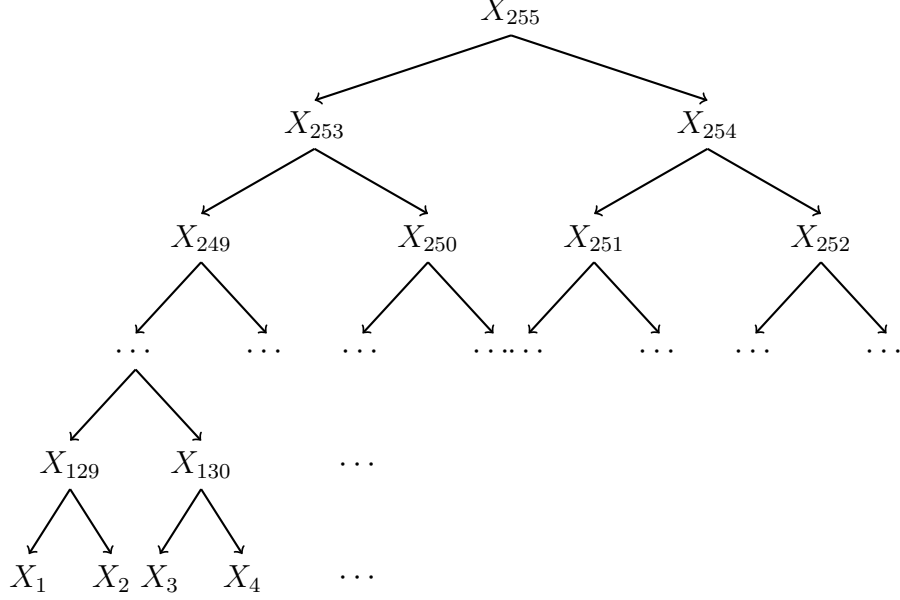 X₂₅₅
X₂₅₃ X₂₅₄
X₂₄₉ X₂₅₀ X₂₅₁ X₂₅₂
... ... ... ... ... ... ... ...
X₁₂₉ X₁₃₀ ...
X₁ X₂ X₃ X₄ ...